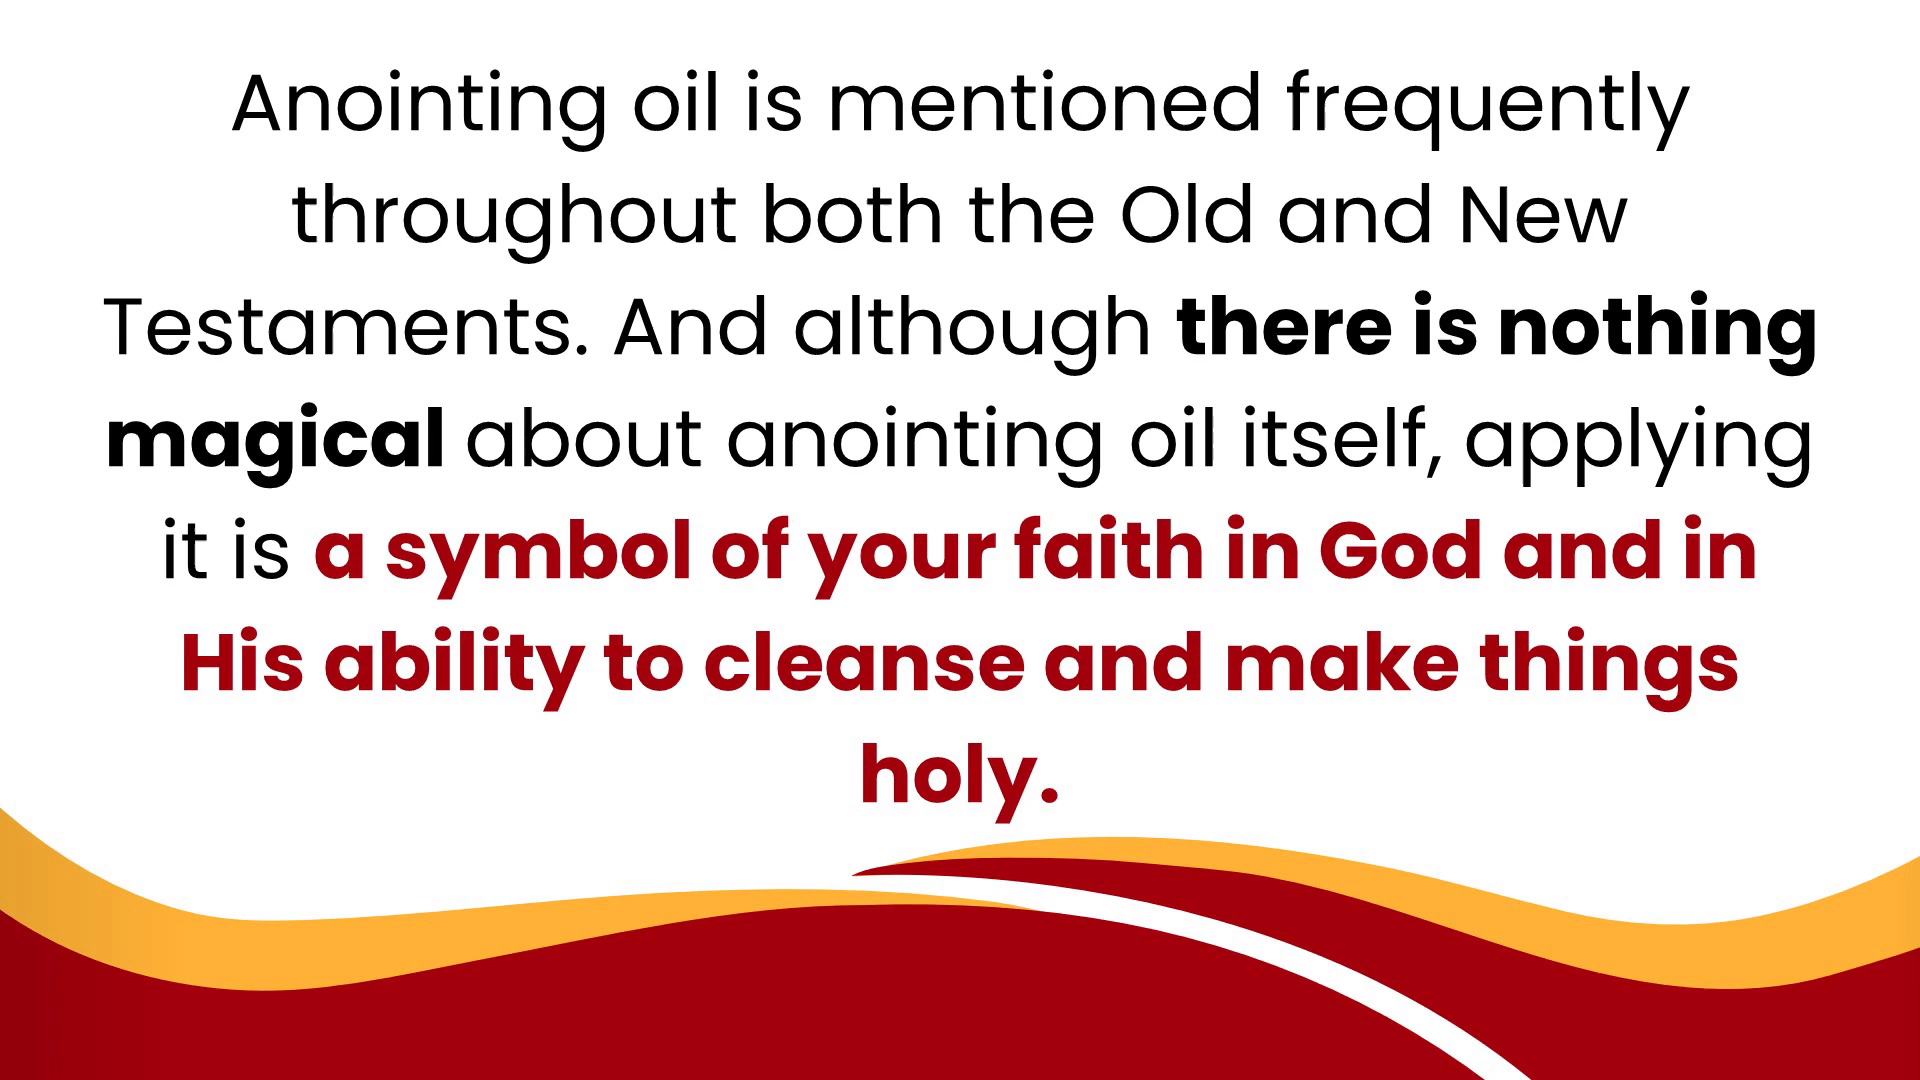 Anointing oil is mentioned frequently
throughout both the Old and New
Testaments. And although there is nothing
magical about anointing oil itself, applying
it is a symbol of your faith in God and in
His ability to cleanse and make things
holy.